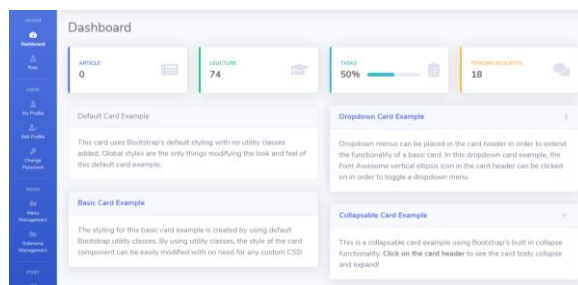 ADMIN
Dashboard
Role
USER
My Profile
Edit Profile
Change
Password
MENU
Menu
Management
Submenu
Management
POST
Dashboard
ARTICLE
0
LEUCTURE
74
TASKS
50%
PENDING REQUESTS
18
Default Card Example
This card uses Bootstrap's default styling with no utility classes
added. Global styles are the only things modifying the look and feel of
this default card example.
Basic Card Example
The styling for this basic card example is created by using default
Bootstrap utility classes. By using utility classes, the style of the card
component can be easily modified with no need for any custom CSS!
Dropdown Card Example
Dropdown menus can be placed in the card header in order to extend
the functionality of a basic card. In this dropdown card example, the
Font Awesome vertical ellipsis icon in the card header can be clicked
on in order to toggle a dropdown menu.
Collapsable Card Example
This is a collapsable card example using Bootstrap's built in collapse
functionality. Click on the card header to see the card body collapse
and expand!